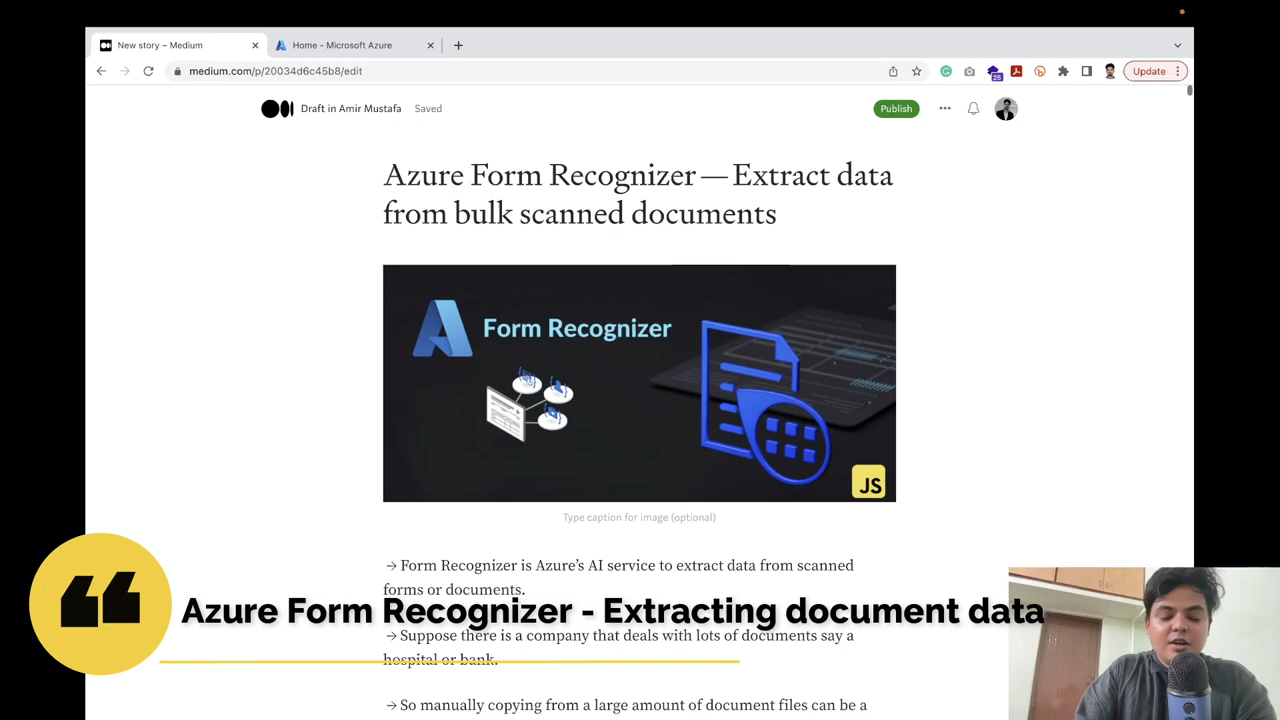 New story – Medium
Home - Microsoft Azure
medium.com/p/20034d6c45b8/edit
25
Update
Draft in Amir Mustafa
Saved
Publish
Azure Form Recognizer — Extract data
from bulk scanned documents
Form Recognizer
JS
Type caption for image (optional)
→ Form Recognizer is Azure’s AI service to extract data from scanned
forms or documents.
Azure Form Recognizer - Extracting document data
→ Suppose there is a company that deals with lots of documents say a
hospital or bank.
→ So manually copying from a large amount of document files can be a